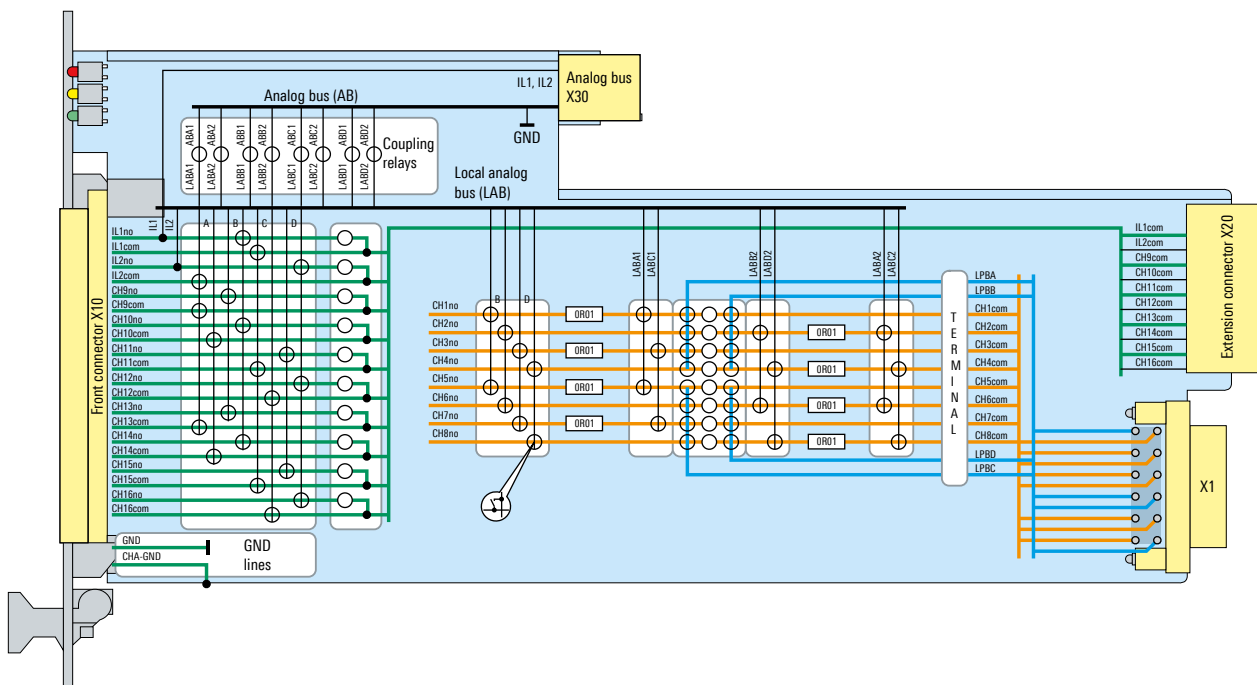 IL1, IL2
Analog bus
X30
Analog bus (AB)
GND
LABA1 ABA1
LABA2 ABA2
LABB1 ABB1
LABB2 ABB2
LABC1 ABC1
LABC2 ABC2
LABD1 ABD1
LABD2 ABD2
Coupling
relays
Local analog
bus (LAB)
Front connector X10
IL1
IL2
A
B
C
D
IL1no
IL1com
IL2no
IL2com
CH9no
CH9com
CH10no
CH10com
CH11no
CH11com
CH12no
CH12com
CH13no
CH13com
CH14no
CH14com
CH15no
CH15com
CH16no
CH16com
GND
CHA-GND
GND
lines
B
D
CH1no
CH2no
CH3no
CH4no
CH5no
CH6no
CH7no
CH8no
0R01
0R01
0R01
0R01
LABA1
LABC1
LABB2
LABD2
0R01
0R01
0R01
0R01
LABA2
LABC2
TERMINAL
LPBA
LPBB
CH1com
CH2com
CH3com
CH4com
CH5com
CH6com
CH7com
CH8com
LPBD
LPBC
IL1com
IL2com
CH9com
CH10com
CH11com
CH12com
CH13com
CH14com
CH15com
CH16com
Extension connector X20
X1